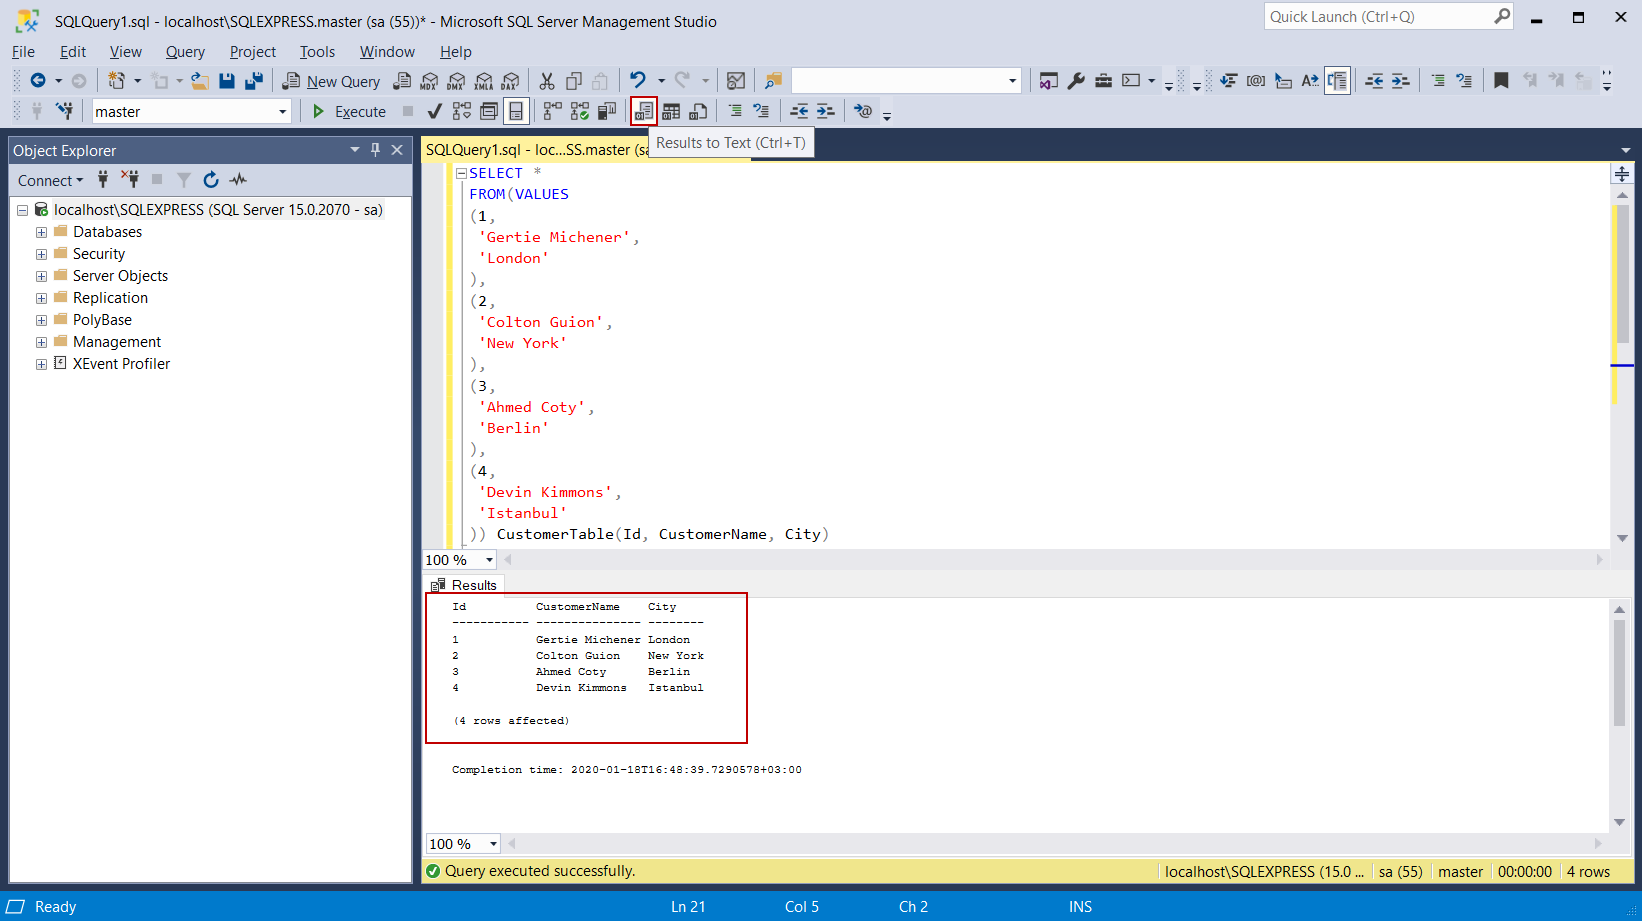 SQLQuery1.sql - localhost\SQLEXPRESS.master (sa (55))* - Microsoft SQL Server Management Studio
Quick Launch (Ctrl+Q)
File Edit View Query Project Tools Window Help
New Query MDX DMX XMLA DAX
master Execute
Results to Text (Ctrl+T)
Object Explorer
Connect
localhost\SQLEXPRESS (SQL Server 15.0.2070 - sa)
Databases
Security
Server Objects
Replication
PolyBase
Management
XEvent Profiler
SQLQuery1.sql - loc...SS.master (sa
SELECT *
FROM(VALUES
(1,
'Gertie Michener',
'London'
),
(2,
'Colton Guion',
'New York'
),
(3,
'Ahmed Coty',
'Berlin'
),
(4,
'Devin Kimmons',
'Istanbul'
)) CustomerTable(Id, CustomerName, City)
100 %
Results
Id CustomerName City
----------- --------------- --------
1 Gertie Michener London
2 Colton Guion New York
3 Ahmed Coty Berlin
4 Devin Kimmons Istanbul
(4 rows affected)
Completion time: 2020-01-18T16:48:39.7290578+03:00
100 %
Query executed successfully. localhost\SQLEXPRESS (15.0 ... sa (55) master 00:00:00 4 rows
Ready Ln 21 Col 5 Ch 2 INS